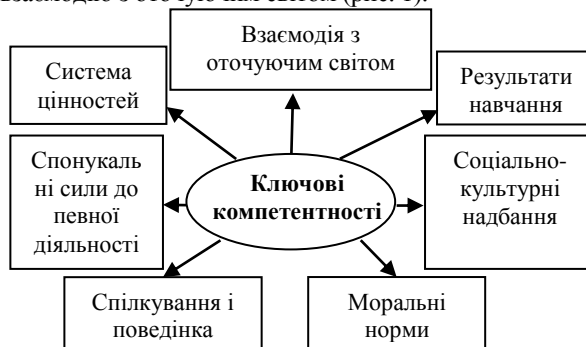 взаємодію з оточуючим світом (рис. 1).
Взаємодія з
оточуючим світом
Система
цінностей
Результати
навчання
Спонукаль
ні сили до
певної
діяльності
Ключові
компетентності
Соціально-
культурні
надбання
Спілкування і
поведінка
Моральні
норми